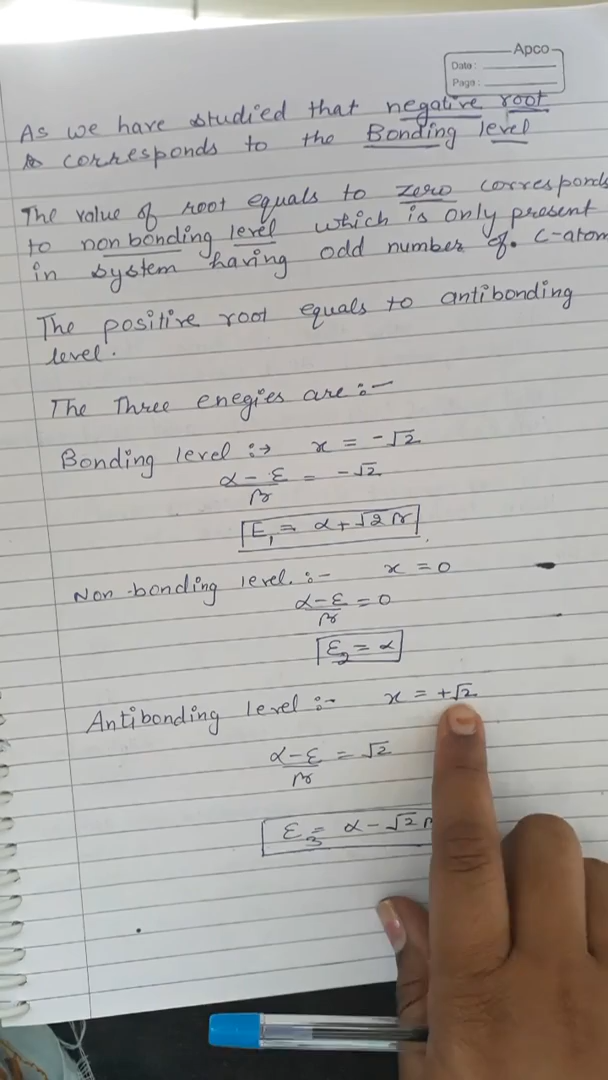 Apco
Date:
Page:
As we have studied that negative root
corresponds to the Bonding level
The value of root equals to zero corresponds
to non bonding level which is only present
in system having odd number of. C-atom
The positive root equals to antibonding
level.
The Three enegies are :-
Bonding level :→ x = -√2
α - ε / β = -√2
E₁ = α + √2 β
Non-bonding level. :- x = 0
α - ε / β = 0
ε₂ = α
Antibonding level :- x = +√2
α - ε / β = √2
ε₃ = α - √2 β